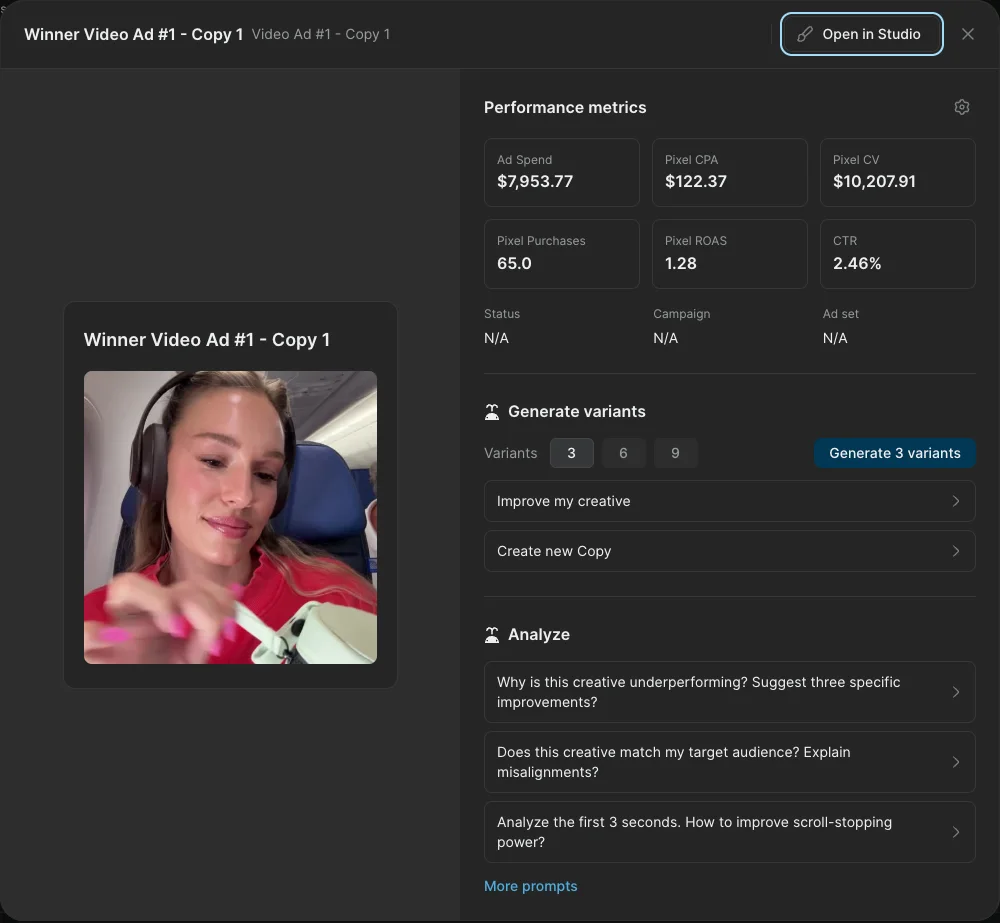 Winner Video Ad #1 - Copy 1 Video Ad #1 - Copy 1
Open in Studio
Winner Video Ad #1 - Copy 1
Performance metrics
Ad Spend
$7,953.77
Pixel CPA
$122.37
Pixel CV
$10,207.91
Pixel Purchases
65.0
Pixel ROAS
1.28
CTR
2.46%
Status
N/A
Campaign
N/A
Ad set
N/A
Generate variants
Variants 3 6 9
Generate 3 variants
Improve my creative
Create new Copy
Analyze
Why is this creative underperforming? Suggest three specific
improvements?
Does this creative match my target audience? Explain
misalignments?
Analyze the first 3 seconds. How to improve scroll-stopping
power?
More prompts